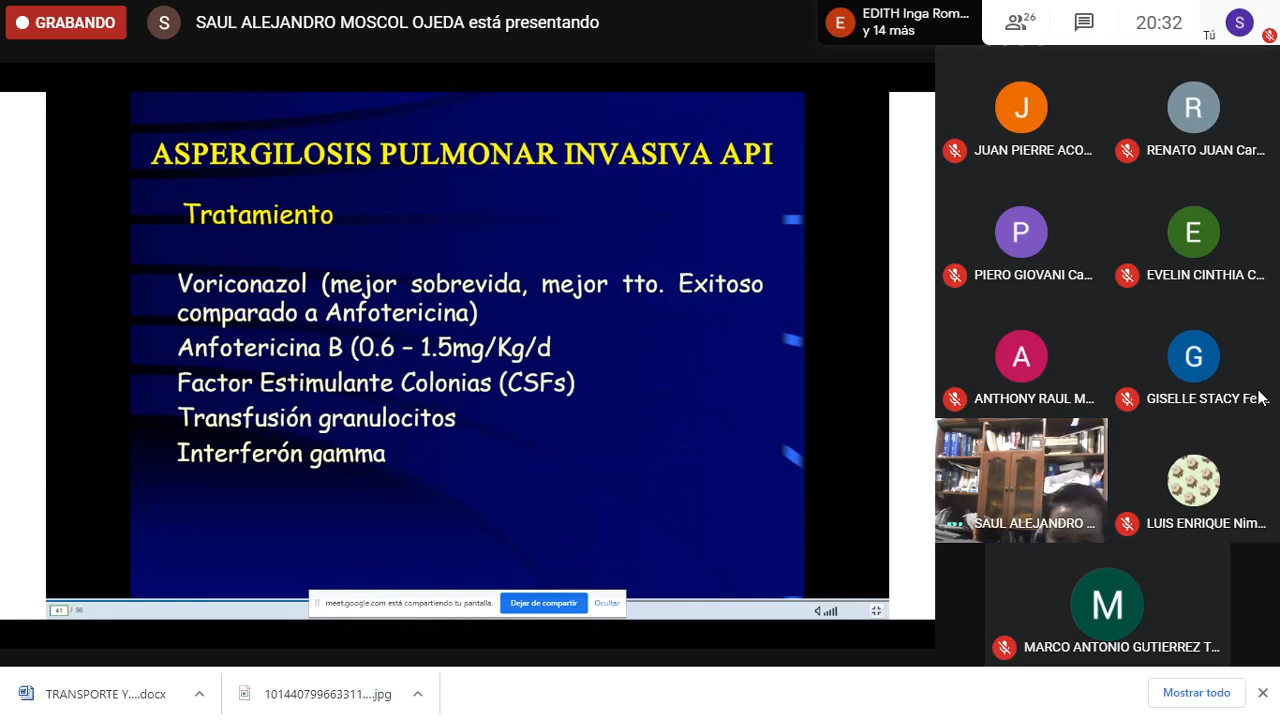 GRABANDO
S
SAUL ALEJANDRO MOSCOL OJEDA está presentando
E
EDITH Inga Rom...
y 14 más
26
20:32
Tú
S
ASPERGILOSIS PULMONAR INVASIVA API
Tratamiento
Voriconazol (mejor sobrevida, mejor tto. Exitoso
comparado a Anfotericina)
Anfotericina B (0.6 – 1.5mg/Kg/d
Factor Estimulante Colonias (CSFs)
Transfusión granulocitos
Interferón gamma
meet.google.com está compartiendo tu pantalla.
Dejar de compartir
Ocultar
41 / 96
J
JUAN PIERRE ACO...
R
RENATO JUAN Car...
P
PIERO GIOVANI Ca...
E
EVELIN CINTHIA C...
A
ANTHONY RAUL M...
G
GISELLE STACY Fe...
SAUL ALEJANDRO ...
LUIS ENRIQUE Nim...
M
MARCO ANTONIO GUTIERREZ T...
TRANSPORTE Y....docx
101440799663311....jpg
Mostrar todo